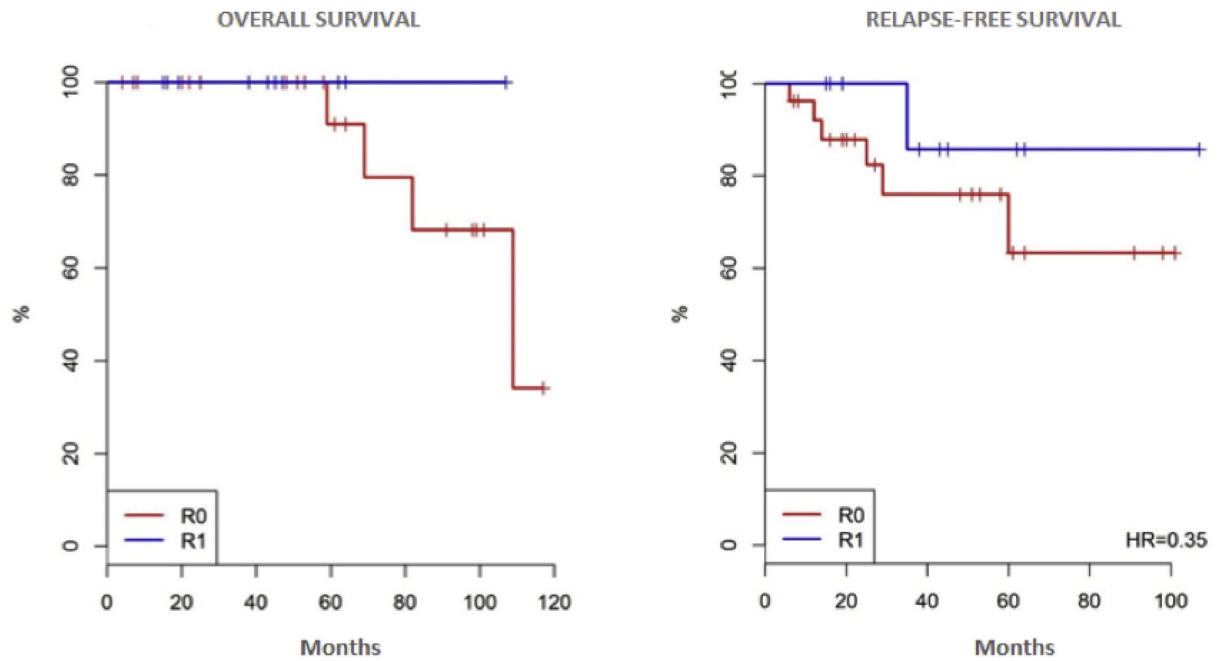 OVERALL SURVIVAL
%
100
80
60
40
20
0
R0
R1
0 20 40 60 80 100 120
Months
RELAPSE-FREE SURVIVAL
%
100
80
60
40
20
0
R0
R1
HR=0.35
0 20 40 60 80 100
Months